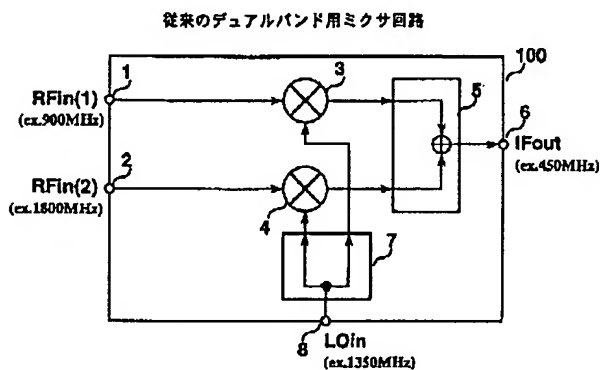 従来のデュアルバンド用ミクサ回路
100
1
3
5
RFin(1)
(ex.900MHz)
6
IFout
(ex.450MHz)
2
RFin(2)
(ex.1800MHz)
4
7
8
LOin
(ex.1350MHz)